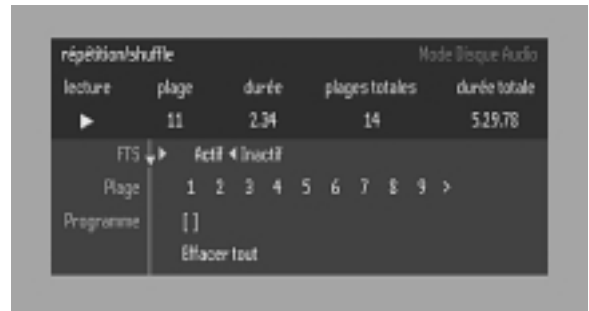 répétition/shuffle Mode Disque Audio
lecture plage durée plages totales durée totale
11 2.34 14 5.29.78
FTS Actif Inactif
Plage 1 2 3 4 5 6 7 8 9 >
Programme [ ]
Effacer tout